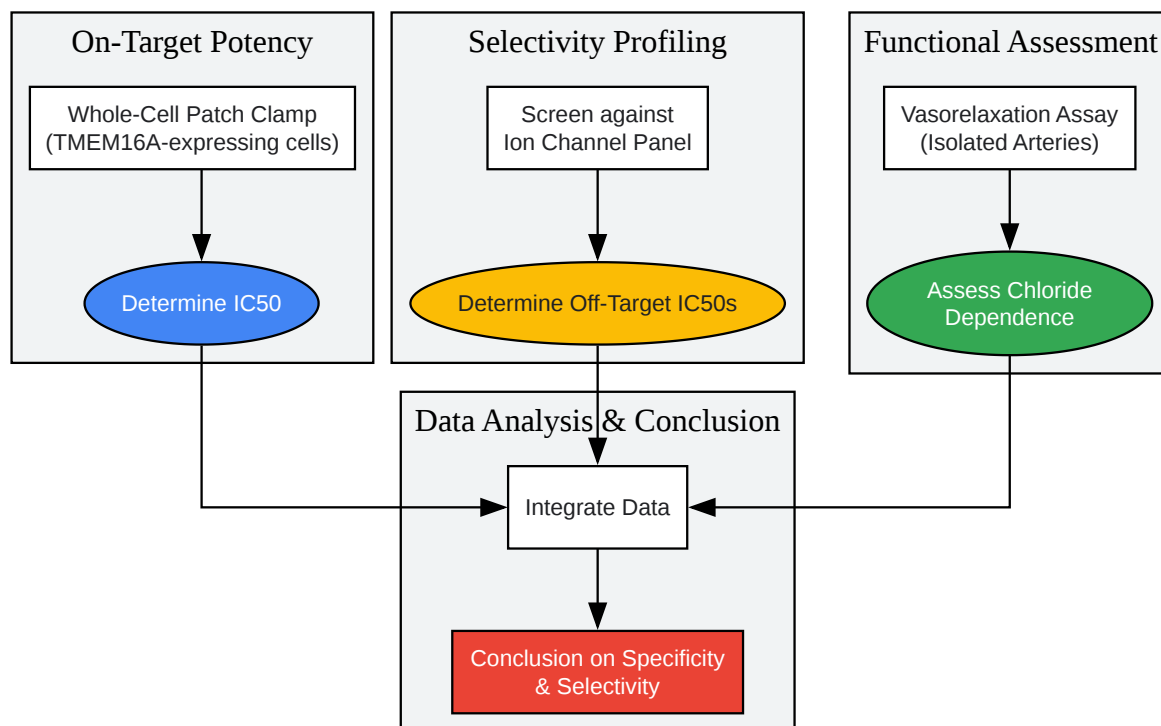 On-Target Potency
Whole-Cell Patch Clamp
(TMEM16A-expressing cells)
Determine IC50
Selectivity Profiling
Screen against
Ion Channel Panel
Determine Off-Target IC50s
Functional Assessment
Vasorelaxation Assay
(Isolated Arteries)
Assess Chloride
Dependence
Data Analysis & Conclusion
Integrate Data
Conclusion on Specificity
& Selectivity